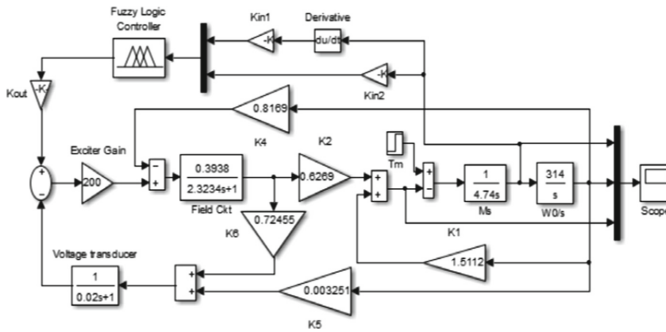 Fuzzy Logic
Controller
Kin1
Derivative
-K-
du/dt
Kout
-K-
-K-
Kin2
0.8169
K4
K2
Tm
Exciter Gain
200
0.3938
2.3234s+1
Field Ckt
0.6269
1
4.74s
Ms
314
s
W0/s
Scope
0.72455
K6
K1
1.5112
Voltage transducer
1
0.02s+1
0.003251
K5